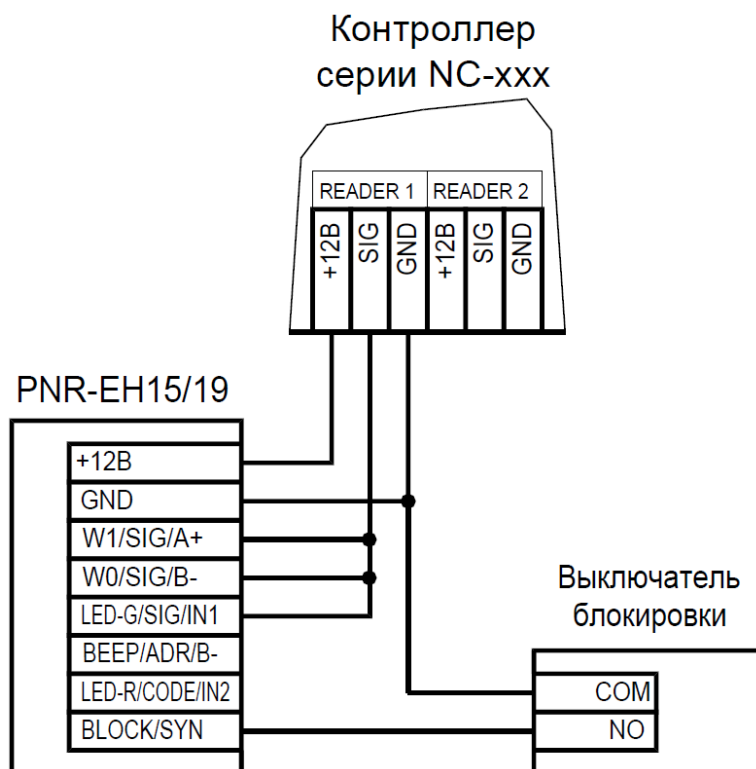 Контроллер
серии NC-xxx
READER 1 READER 2
+12В SIG GND +12В SIG GND
PNR-EH15/19
+12В
GND
W1/SIG/A+
W0/SIG/B-
LED-G/SIG/IN1
BEEP/ADR/B-
LED-R/CODE/IN2
BLOCK/SYN
Выключатель
блокировки
COM
NO